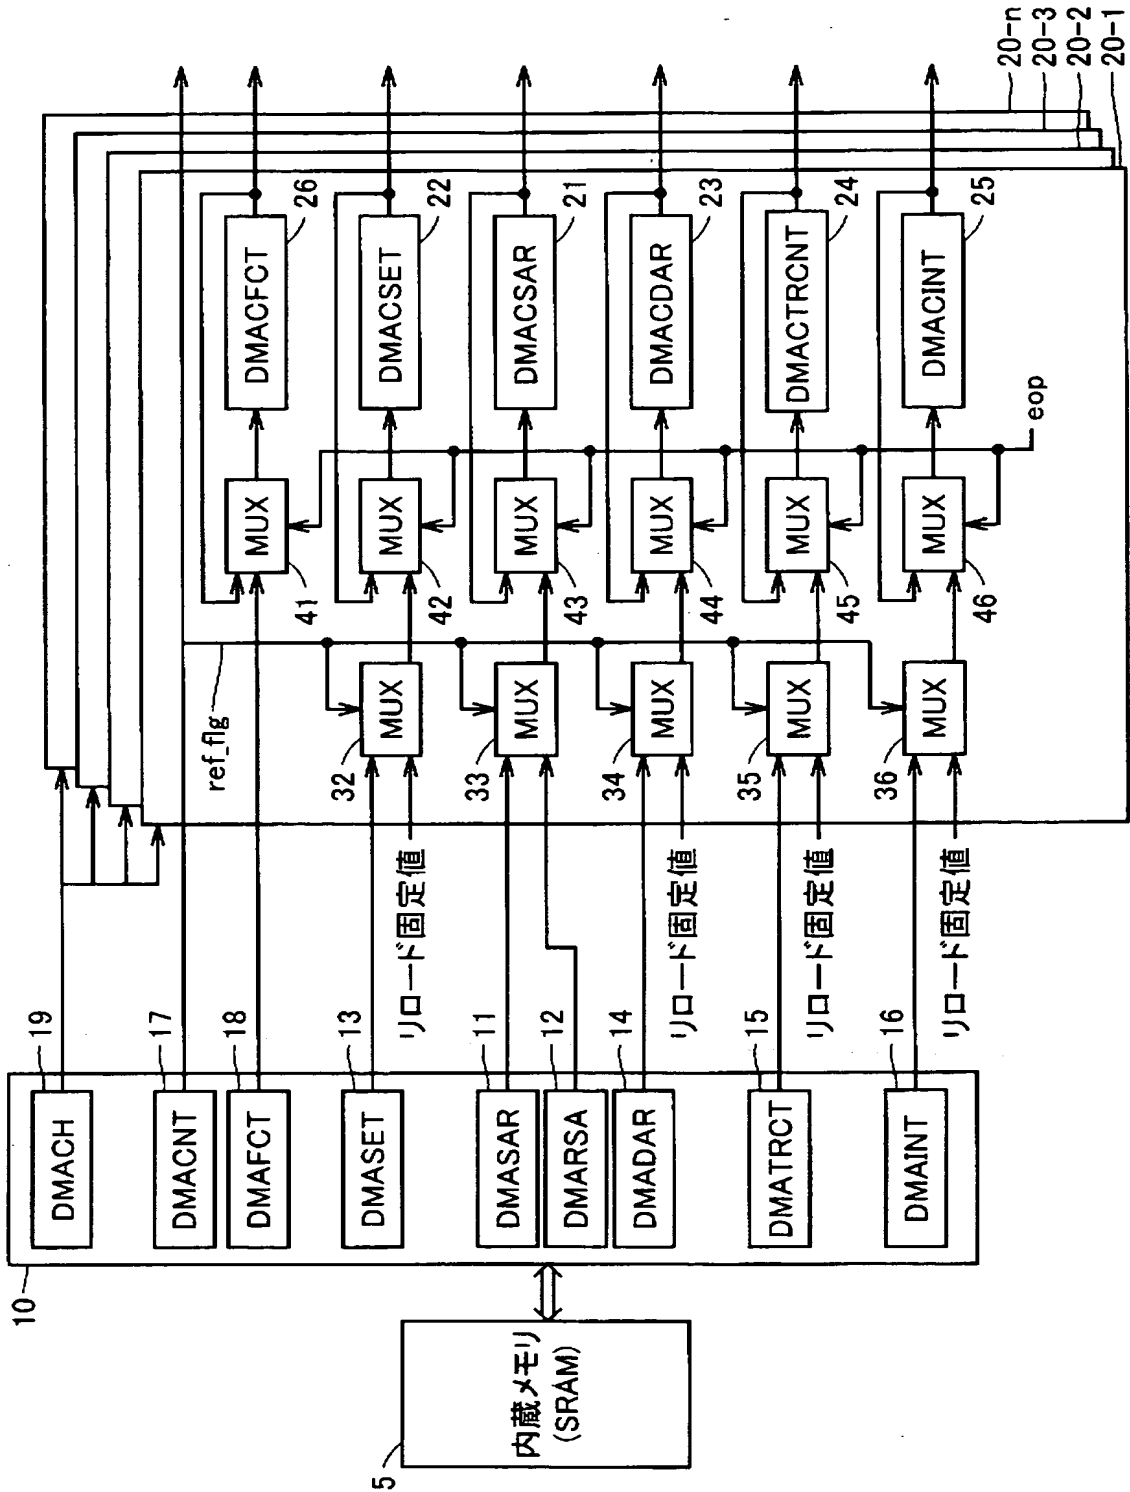 5
内蔵メモリ
(SRAM)
10
DMACH
19
DMACNT
17
DMAFCT
18
DMASET
13
DMASAR
11
DMARSA
12
DMADAR
14
DMATRCT
15
DMAINT
16
リロード固定値
リロード固定値
リロード固定値
リロード固定値
ref_flg
MUX
32
MUX
33
MUX
34
MUX
35
MUX
36
MUX
41
MUX
42
MUX
43
MUX
44
MUX
45
MUX
46
eop
DMACFCT
26
DMACSET
22
DMACSAR
21
DMACDAR
23
DMACTRCNT
24
DMACINT
25
20-n
20-3
20-2
20-1